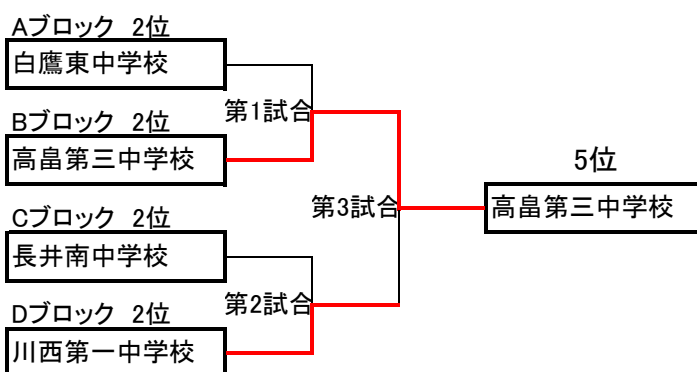 Aブロック 2位
白鷹東中学校
第1試合
Bブロック 2位
高畠第三中学校
5位
第3試合
高畠第三中学校
Cブロック 2位
長井南中学校
第2試合
Dブロック 2位
川西第一中学校